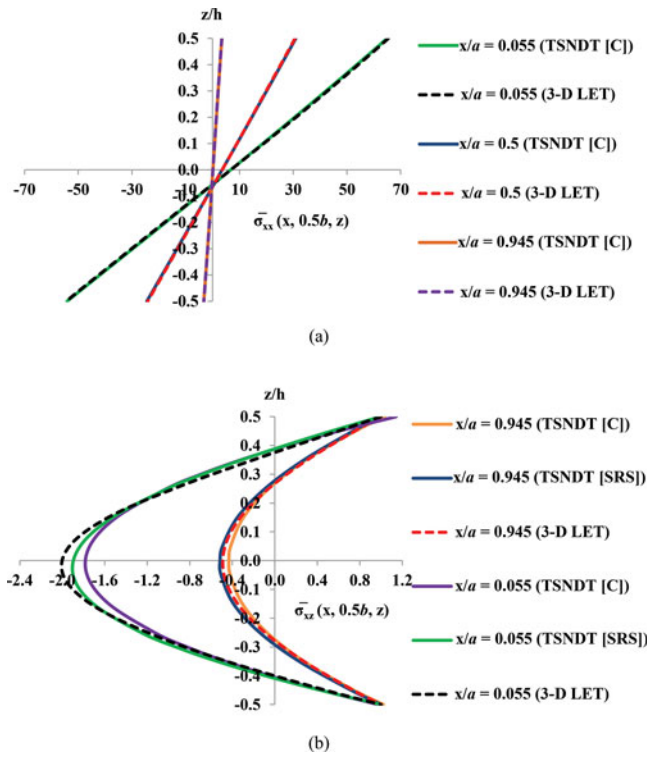 z/h
0.5
0.4
0.3
0.2
0.1
0.0
-70 -50 -30 -10 10 30 50 70
-0.1
-0.2
-0.3
-0.4
-0.5
σ̄xx (x, 0.5b, z)
x/a = 0.055 (TSNDT [C])
x/a = 0.055 (3-D LET)
x/a = 0.5 (TSNDT [C])
x/a = 0.5 (3-D LET)
x/a = 0.945 (TSNDT [C])
x/a = 0.945 (3-D LET)
(a)
z/h
0.5
0.4
0.3
0.2
0.1
0.0
-2.4 -2.0 -1.6 -1.2 -0.8 -0.4 0.0 0.4 0.8 1.2
-0.1
-0.2
-0.3
-0.4
-0.5
σ̄xz (x, 0.5b, z)
x/a = 0.945 (TSNDT [C])
x/a = 0.945 (TSNDT [SRS])
x/a = 0.945 (3-D LET)
x/a = 0.055 (TSNDT [C])
x/a = 0.055 (TSNDT [SRS])
x/a = 0.055 (3-D LET)
(b)